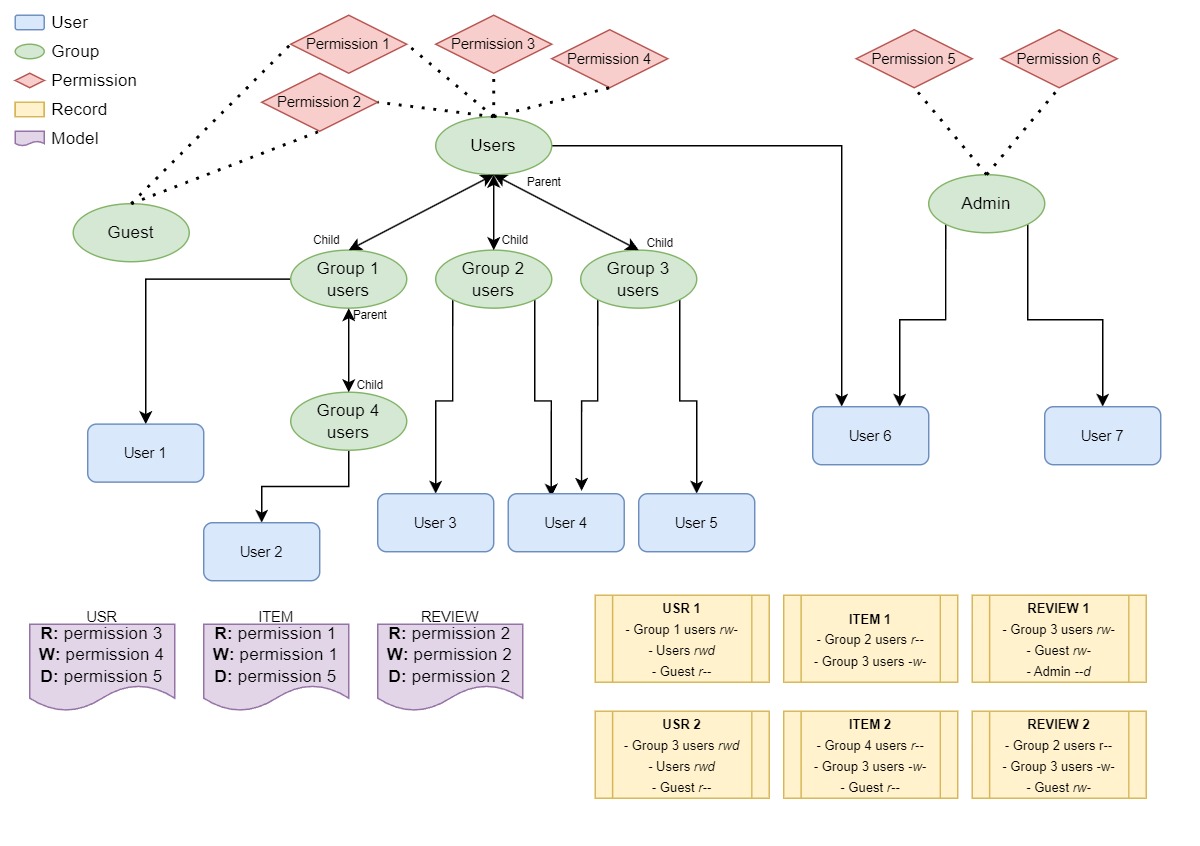 User
Group
Permission
Record
Model
Permission 1
Permission 3
Permission 4
Permission 2
Permission 5
Permission 6
Users
Parent
Guest
Admin
Child
Child
Child
Group 1
users
Group 2
users
Group 3
users
Parent
Child
Group 4
users
User 1
User 2
User 3
User 4
User 5
User 6
User 7
USR
R: permission 3
W: permission 4
D: permission 5
ITEM
R: permission 1
W: permission 1
D: permission 5
REVIEW
R: permission 2
W: permission 2
D: permission 2
USR 1
- Group 1 users rw-
- Users rwd
- Guest r--
ITEM 1
- Group 2 users r--
- Group 3 users -w-
REVIEW 1
- Group 3 users rw-
- Guest rw-
- Admin --d
USR 2
- Group 3 users rwd
- Users rwd
- Guest r--
ITEM 2
- Group 4 users r--
- Group 3 users -w-
- Guest r--
REVIEW 2
- Group 2 users r--
- Group 3 users -w-
- Guest rw-